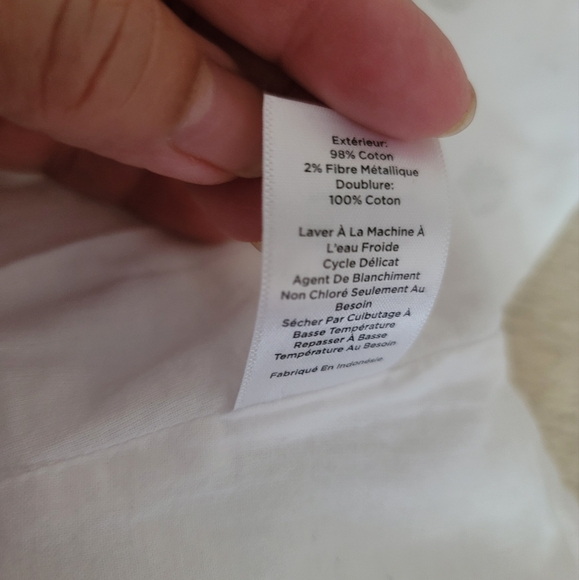 Extérieur:
98% Coton
2% Fibre Métallique
Doublure:
100% Coton
Laver À La Machine À
L'eau Froide
Cycle Délicat
Agent De Blanchiment
Non Chloré Seulement Au
Besoin
Sécher Par Culbutage À
Basse Température
Repasser À Basse
Température Au Besoin
Fabriqué En Indonésie